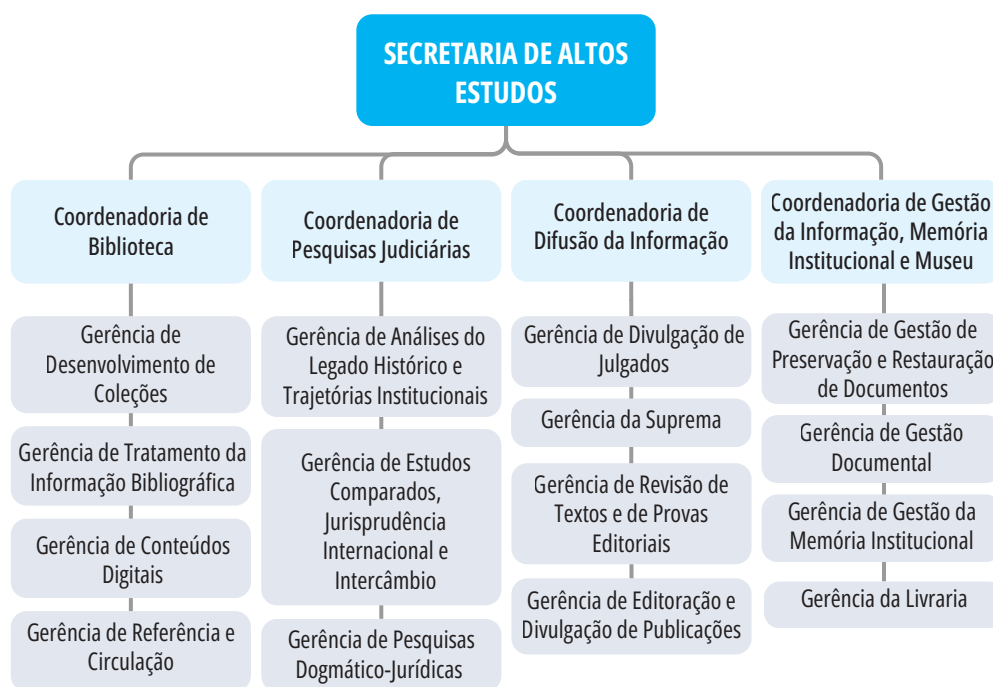 SECRETARIA DE ALTOS
ESTUDOS
Coordenadoria de
Biblioteca
Gerência de
Desenvolvimento de
Coleções
Gerência de Tratamento da
Informação Bibliográfica
Gerência de Conteúdos
Digitais
Gerência de Referência e
Circulação
Coordenadoria de
Pesquisas Judiciárias
Gerência de Análises do
Legado Histórico e
Trajetórias Institucionais
Gerência de Estudos
Comparados,
Jurisprudência
Internacional e
Intercâmbio
Gerência de Pesquisas
Dogmático-Jurídicas
Coordenadoria de
Difusão da Informação
Gerência de Divulgação de
Julgados
Gerência da Suprema
Gerência de Revisão de
Textos e de Provas
Editoriais
Gerência de Editoração e
Divulgação de Publicações
Coordenadoria de Gestão
da Informação, Memória
Institucional e Museu
Gerência de Gestão de
Preservação e Restauração
de Documentos
Gerência de Gestão
Documental
Gerência de Gestão da
Memória Institucional
Gerência da Livraria